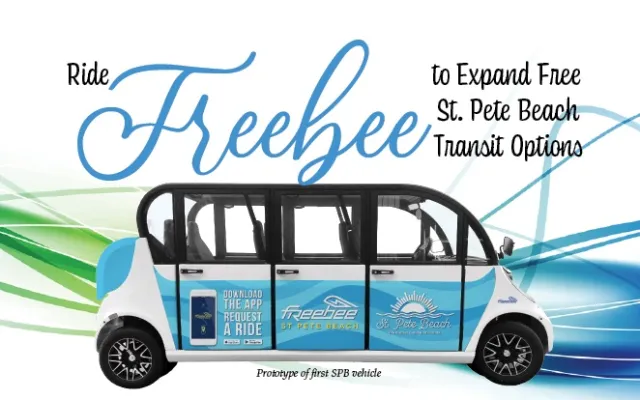 Ride Freebee to Expand Free
St. Pete Beach
Transit Options
DOWNLOAD
THE APP
REQUEST
A RIDE
freebee
ST PETE BEACH
St. Pete Beach
Prototype of first SPB vehicle